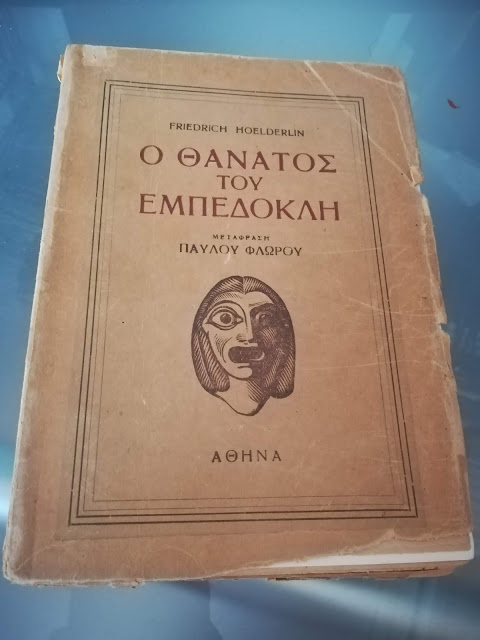 FRIEDRICH HOELDERLIN
Ο ΘΑΝΑΤΟΣ
ΤΟΥ
ΕΜΠΕΔΟΚΛΗ
ΜΕΤΑΦΡΑΣΗ
ΠΑΥΛΟΥ ΦΛΩΡΟΥ
ΑΘΗΝΑ